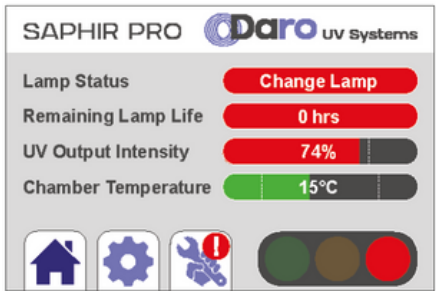 SAPHIR PRO Daro UV Systems
Lamp Status Change Lamp
Remaining Lamp Life 0 hrs
UV Output Intensity 74%
Chamber Temperature 15°C
!